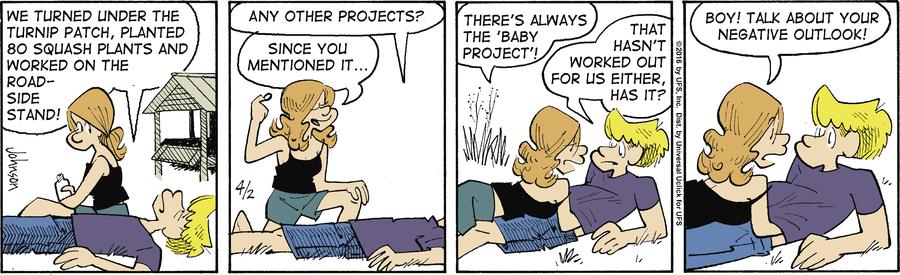 WE TURNED UNDER THE
TURNIP PATCH, PLANTED
80 SQUASH PLANTS AND
WORKED ON THE
ROAD-
SIDE
STAND!
Johnson
ANY OTHER PROJECTS?
SINCE YOU
MENTIONED IT...
4/2
THERE'S ALWAYS
THE 'BABY
PROJECT'!
THAT
HASN'T
WORKED OUT
FOR US EITHER,
HAS IT?
©2016 by UFS, Inc. Dist. by Universal Uclick for UFS
BOY! TALK ABOUT YOUR
NEGATIVE OUTLOOK!